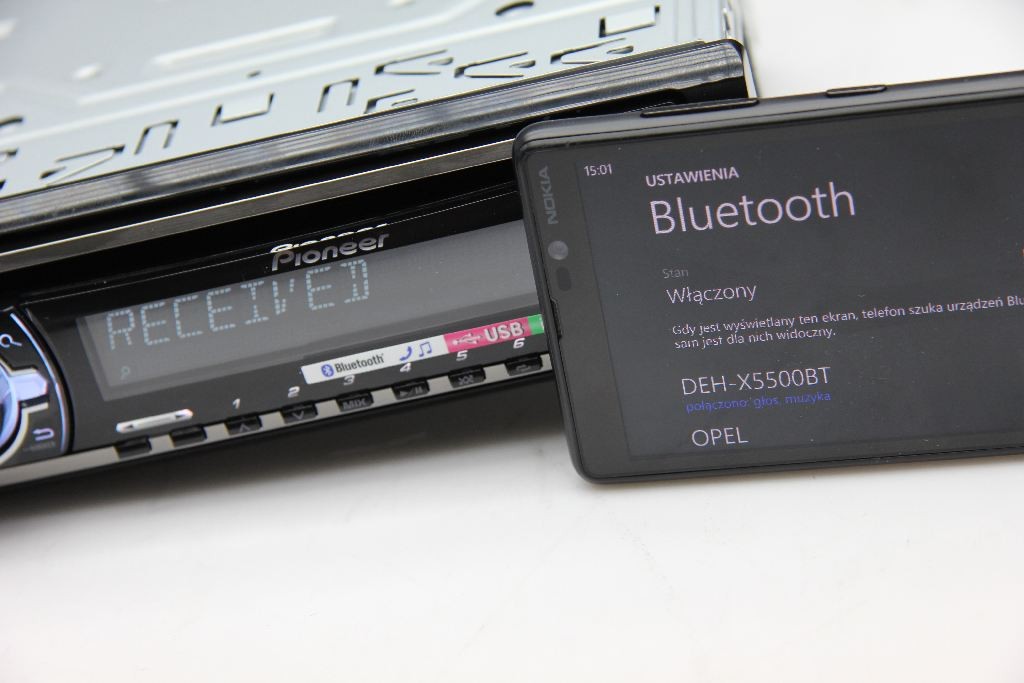 Pioneer
RECEIVED
Bluetooth
USB
1 2 3 4 5 6
MIX
NOKIA
15:01
USTAWIENIA
Bluetooth
Stan
Włączony
Gdy jest wyświetlany ten ekran, telefon szuka urządzeń Blu
sam jest dla nich widoczny.
DEH-X5500BT
połączono: głos, muzyka
OPEL